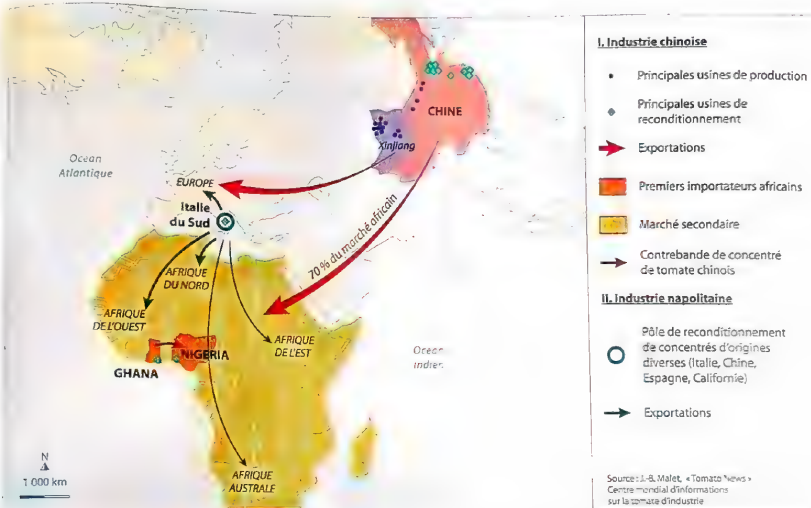 Océan
Atlantique
EUROPE
Italie
du Sud
AFRIQUE
DU NORD
AFRIQUE
DE L'OUEST
NIGERIA
GHANA
AFRIQUE
DE L'EST
AFRIQUE
AUSTRALE
CHINE
Xinjiang
70 % du marché africain
Océan
Indien
N
1 000 km
I. Industrie chinoise
Principales usines de production
Principales usines de
reconditionnement
Exportations
Premiers importateurs africains
Marché secondaire
Contrebande de concentré
de tomate chinois
II. Industrie napolitaine
Pôle de reconditionnement
de concentrés d'origines
diverses (Italie, Chine,
Espagne, Californie)
Exportations
Source : J.-B. Malet, « Tomato News »
Centre mondial d'informations
sur la tomate d'industrie